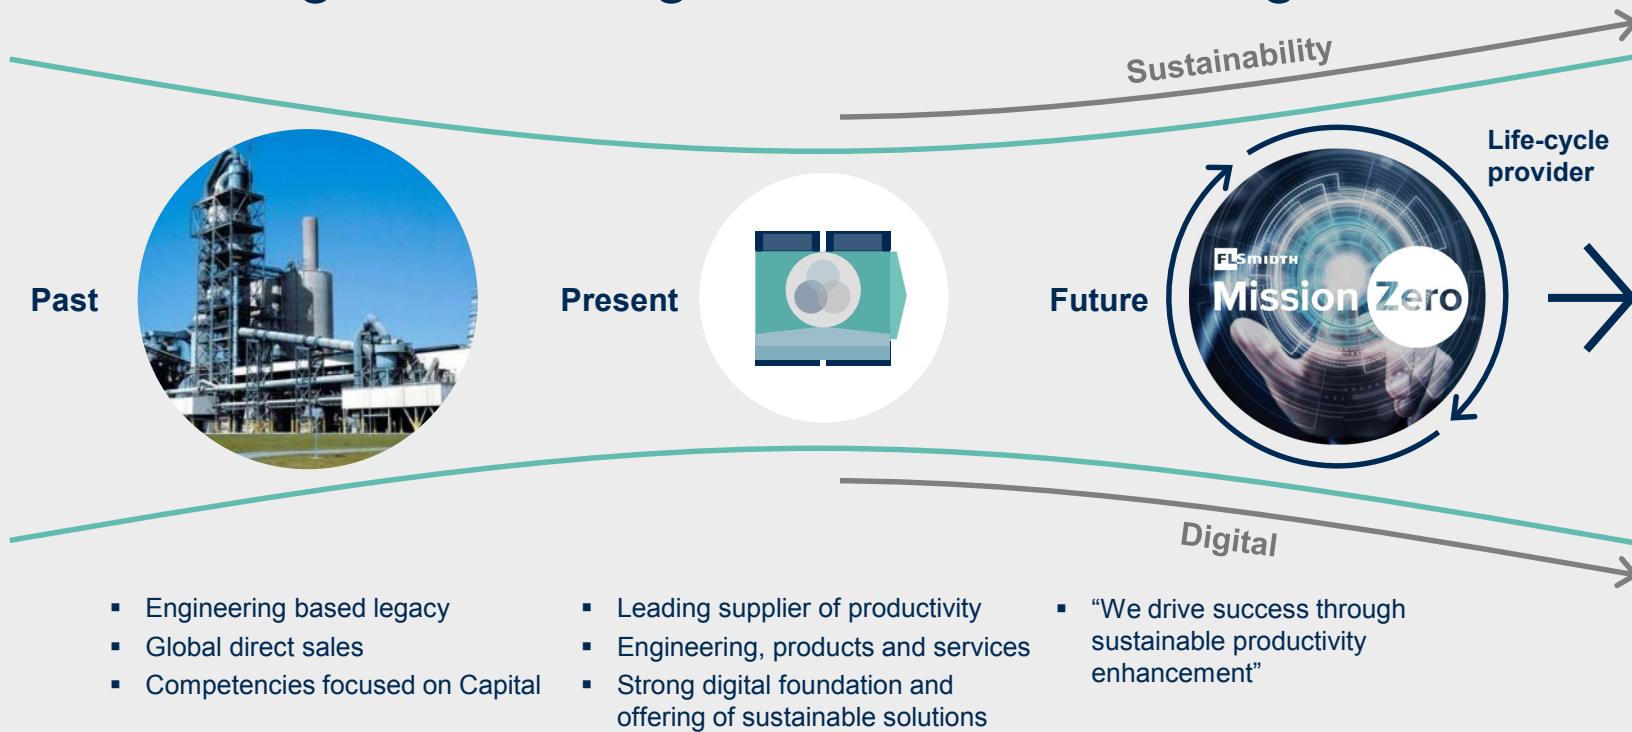 Sustainability
Life-cycle
provider
Past
Present
Future
FLSMIDTH
Mission Zero
Digital
▪ Engineering based legacy
▪ Global direct sales
▪ Competencies focused on Capital
▪ Leading supplier of productivity
▪ Engineering, products and services
▪ Strong digital foundation and
offering of sustainable solutions
▪ “We drive success through
sustainable productivity
enhancement”